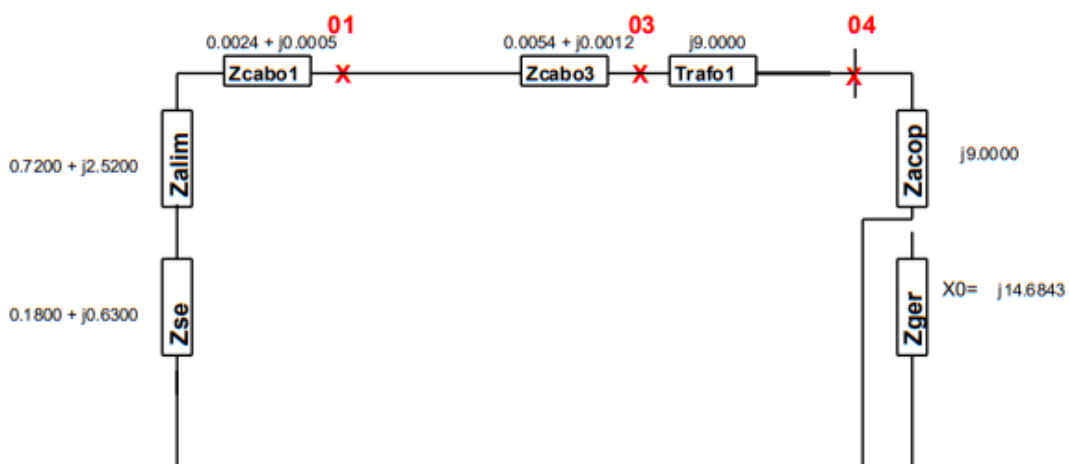 01
03
04
0.0024 + j0.0005
0.0054 + j0.0012
j9.0000
Zcabo1
X
Zcabo3
X
Trafo1
X
Zalim
0.7200 + j2.5200
Zacop
j9.0000
Zse
0.1800 + j0.6300
Zger
X0= j14.6843